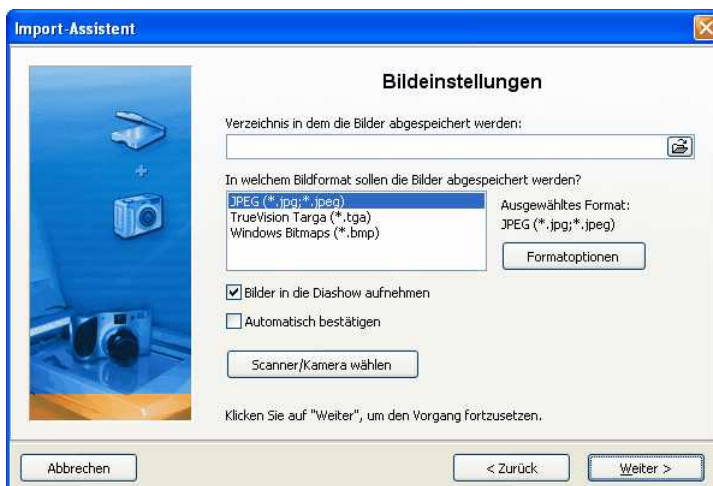 Import-Assistent
Bildeinstellungen
Verzeichnis in dem die Bilder abgespeichert werden:
In welchem Bildformat sollen die Bilder abgespeichert werden?
JPEG (*.jpg;*.jpeg)
TrueVision Targa (*.tga)
Windows Bitmaps (*.bmp)
Ausgewähltes Format:
JPEG (*.jpg;*.jpeg)
Formatoptionen
Bilder in die Diashow aufnehmen
Automatisch bestätigen
Scanner/Kamera wählen
Klicken Sie auf "Weiter", um den Vorgang fortzusetzen.
Abbrechen
< Zurück
Weiter >